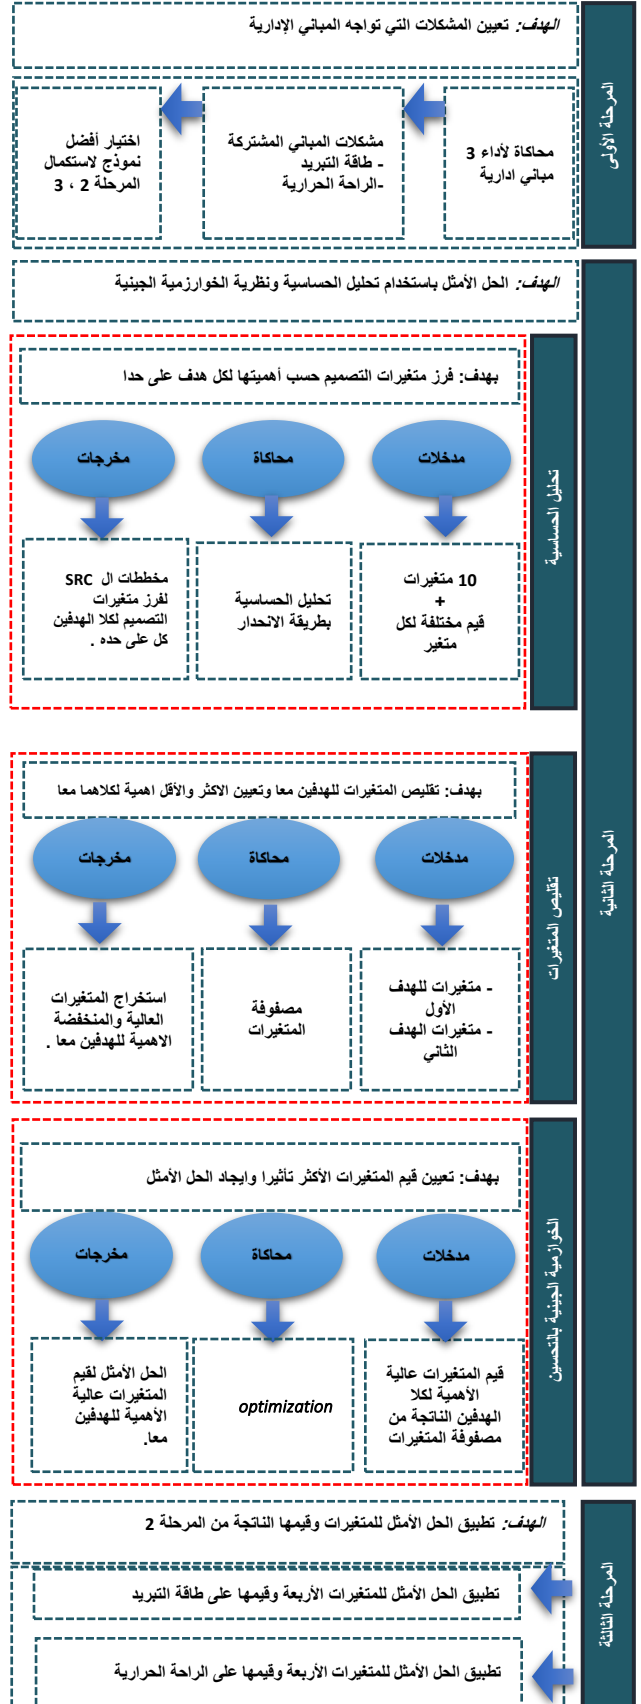 المرحلة الأولى
الهدف: تعيين المشكلات التي تواجه المباني الإدارية
محاكاة لأداء 3
مباني ادارية
مشكلات المباني المشتركة
- طاقة التبريد
-الراحة الحرارية
اختيار أفضل
نموذج لاستكمال
المرحلة 2 ، 3
المرحلة الثانية
الهدف: الحل الأمثل باستخدام تحليل الحساسية ونظرية الخوارزمية الجينية
تحليل الحساسية
بهدف: فرز متغيرات التصميم حسب أهميتها لكل هدف على حدا
مدخلات
محاكاة
مخرجات
10 متغيرات
+
قيم مختلفة لكل
متغير
تحليل الحساسية
بطريقة الانحدار
مخططات ال SRC
لفرز متغيرات
التصميم لكلا الهدفين
كل على حده .
تقليص المتغيرات
بهدف: تقليص المتغيرات للهدفين معا وتعيين الاكثر والأقل اهمية لكلاهما معا
مدخلات
محاكاة
مخرجات
- متغيرات للهدف
الأول
- متغيرات الهدف
الثاني
مصفوفة
المتغيرات
استخراج المتغيرات
العالية والمنخفضة
الاهمية للهدفين معا .
الخوازمية الجينية بالتحسين
بهدف: تعيين قيم المتغيرات الأكثر تأثيرا وايجاد الحل الأمثل
مدخلات
محاكاة
مخرجات
قيم المتغيرات عالية
الأهمية لكلا
الهدفين الناتجة من
مصفوفة المتغيرات
optimization
الحل الأمثل لقيم
المتغيرات عالية
الأهمية للهدفين
معا.
المرحلة الثالثة
الهدف: تطبيق الحل الأمثل للمتغيرات وقيمها الناتجة من المرحلة 2
تطبيق الحل الأمثل للمتغيرات الأربعة وقيمها على طاقة التبريد
تطبيق الحل الأمثل للمتغيرات الأربعة وقيمها على الراحة الحرارية